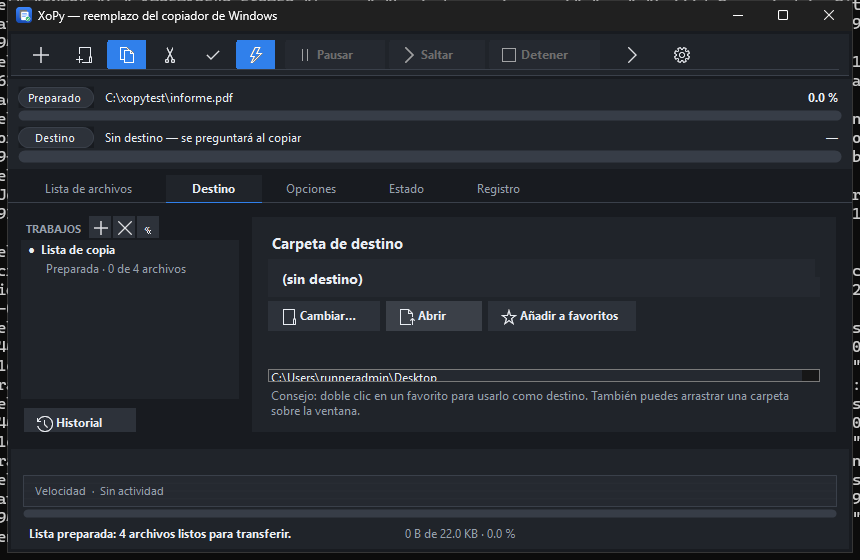 XoPy — reemplazo del copiador de Windows
Pausar
Saltar
Detener
Preparado
C:\xopytest\informe.pdf
0.0 %
Destino
Sin destino — se preguntará al copiar
—
Lista de archivos
Destino
Opciones
Estado
Registro
TRABAJOS
Lista de copia
Preparada · 0 de 4 archivos
Historial
Carpeta de destino
(sin destino)
Cambiar...
Abrir
Añadir a favoritos
C:\Users\runneradmin\Desktop
Consejo: doble clic en un favorito para usarlo como destino. También puedes arrastrar una carpeta
sobre la ventana.
Velocidad · Sin actividad
Lista preparada: 4 archivos listos para transferir.
0 B de 22.0 KB · 0.0 %